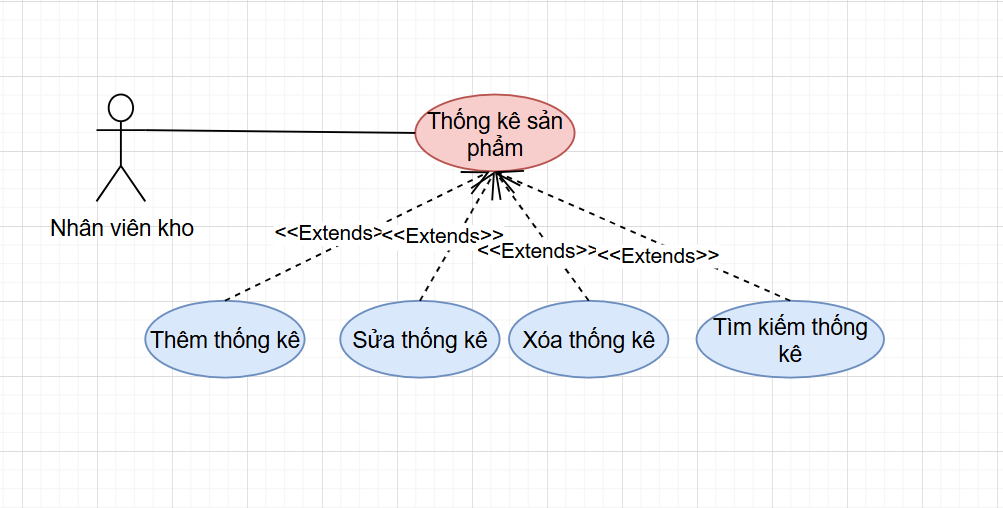 Thống kê sản
phẩm
Nhân viên kho
<<Extends>>
<<Extends>>
<<Extends>>
<<Extends>>
Thêm thống kê
Sửa thống kê
Xóa thống kê
Tìm kiếm thống
kê